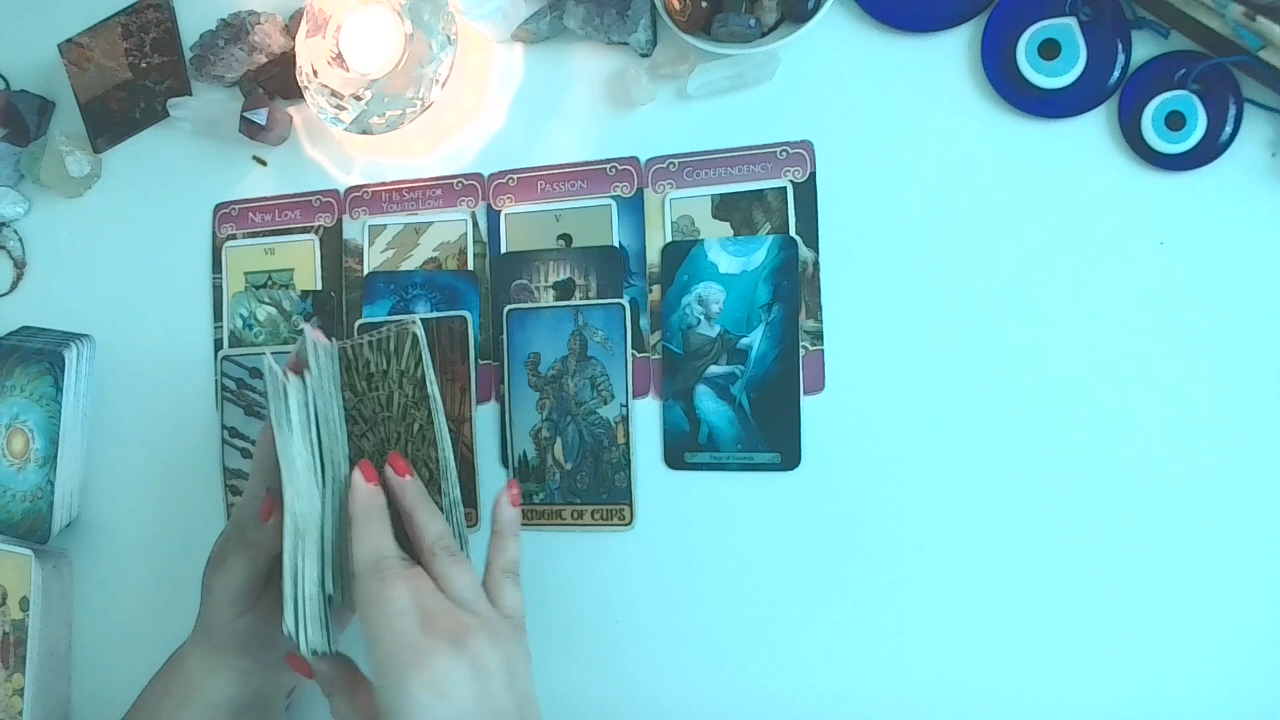 NEW LOVE
IT IS SAFE FOR
YOU TO LOVE
PASSION
CODEPENDENCY
VII
V
V
Page of Swords
KNIGHT OF CUPS